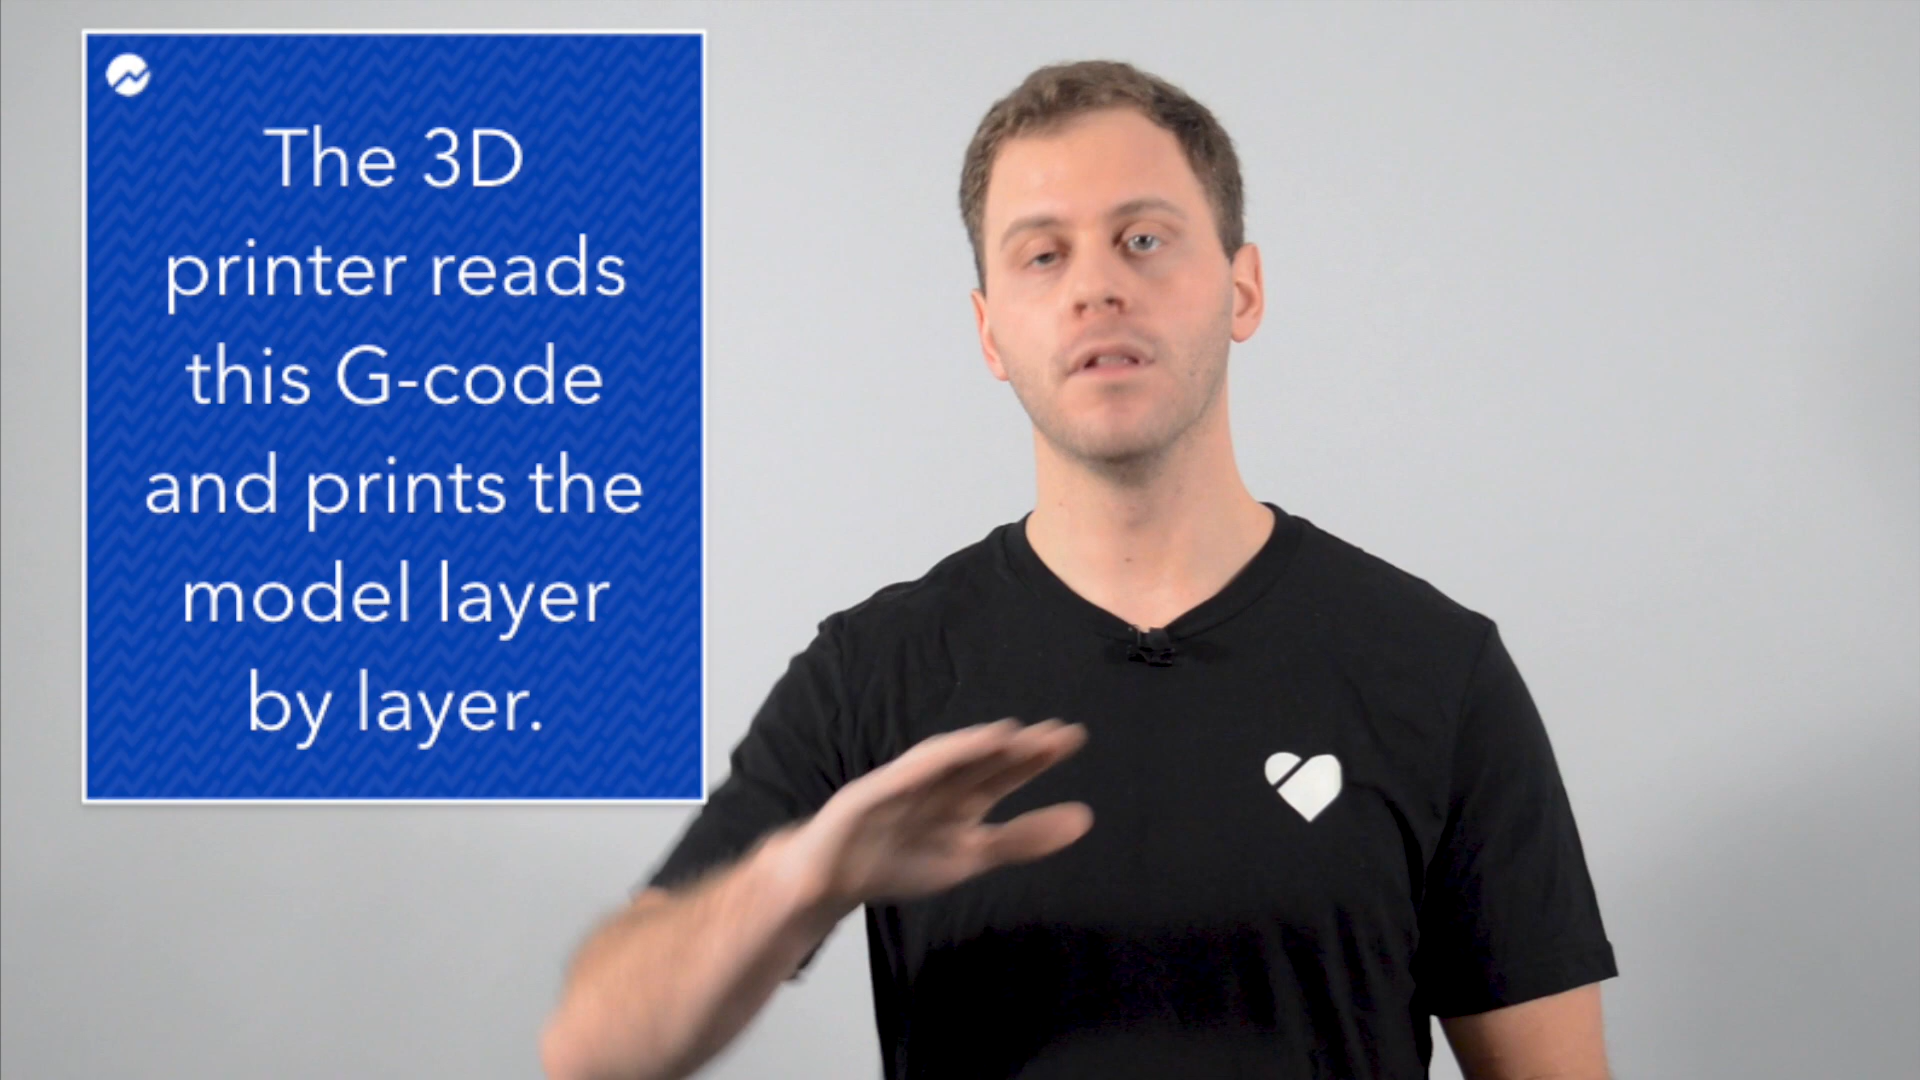 The 3D
printer reads
this G-code
and prints the
model layer
by layer.